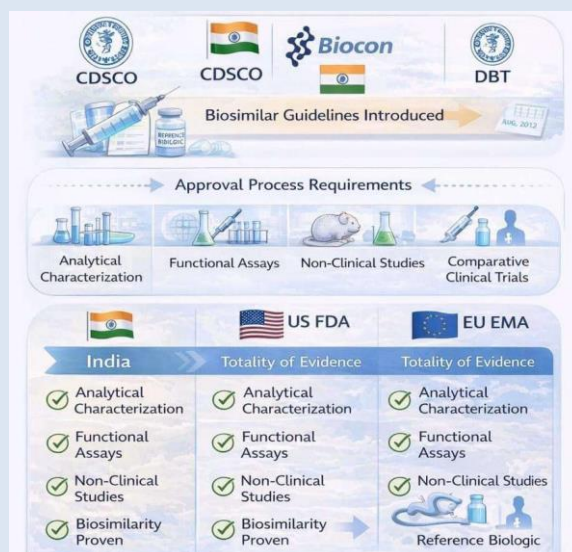 CDSCO
CDSCO
Biocon
DBT
Biosimilar Guidelines Introduced
AUG. 2012
BIOLOGIC
Approval Process Requirements
Analytical
Characterization
Functional Assays
Non-Clinical Studies
Comparative
Clinical Trials
US FDA
EU EMA
India
Totality of Evidence
Totality of Evidence
Analytical
Characterization
Functional
Assays
Non-Clinical
Studies
Biosimilarity
Proven
Analytical
Characterization
Functional
Assays
Non-Clinical
Studies
Biosimilarity
Proven
Analytical
Characterization
Functional
Assays
Non-Clinical Studies
Reference Biologic